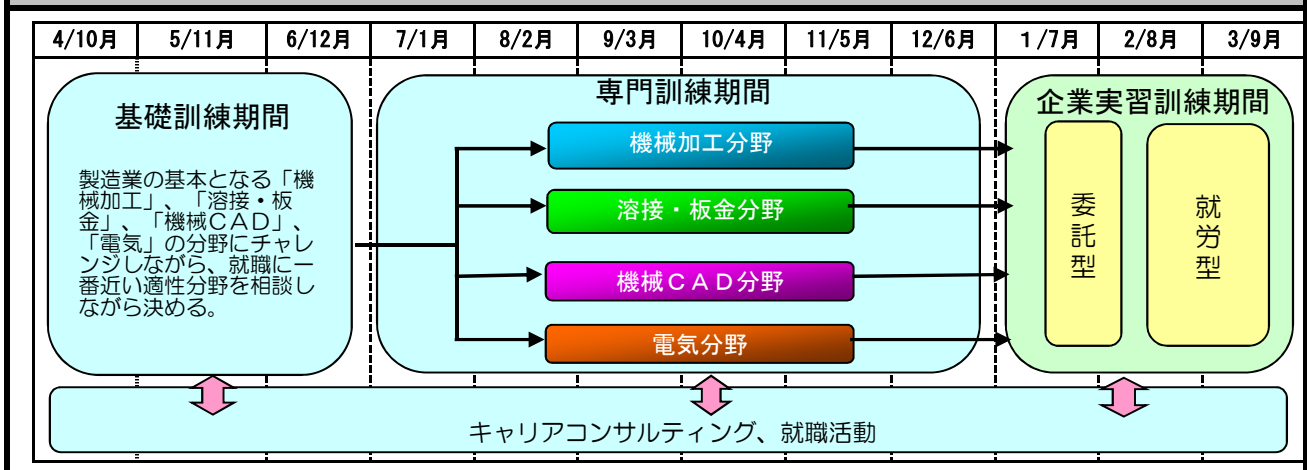 4/10月 5/11月 6/12月 7/1月 8/2月 9/3月 10/4月 11/5月 12/6月 1/7月 2/8月 3/9月
基礎訓練期間
製造業の基本となる「機
械加工」、「溶接・板
金」、「機械CAD」、
「電気」の分野にチャレ
ンジしながら、就職に一
番近い適性分野を相談し
ながら決める。
専門訓練期間
機械加工分野
溶接・板金分野
機械CAD分野
電気分野
企業実習訓練期間
委託型
就労型
キャリアコンサルティング、就職活動